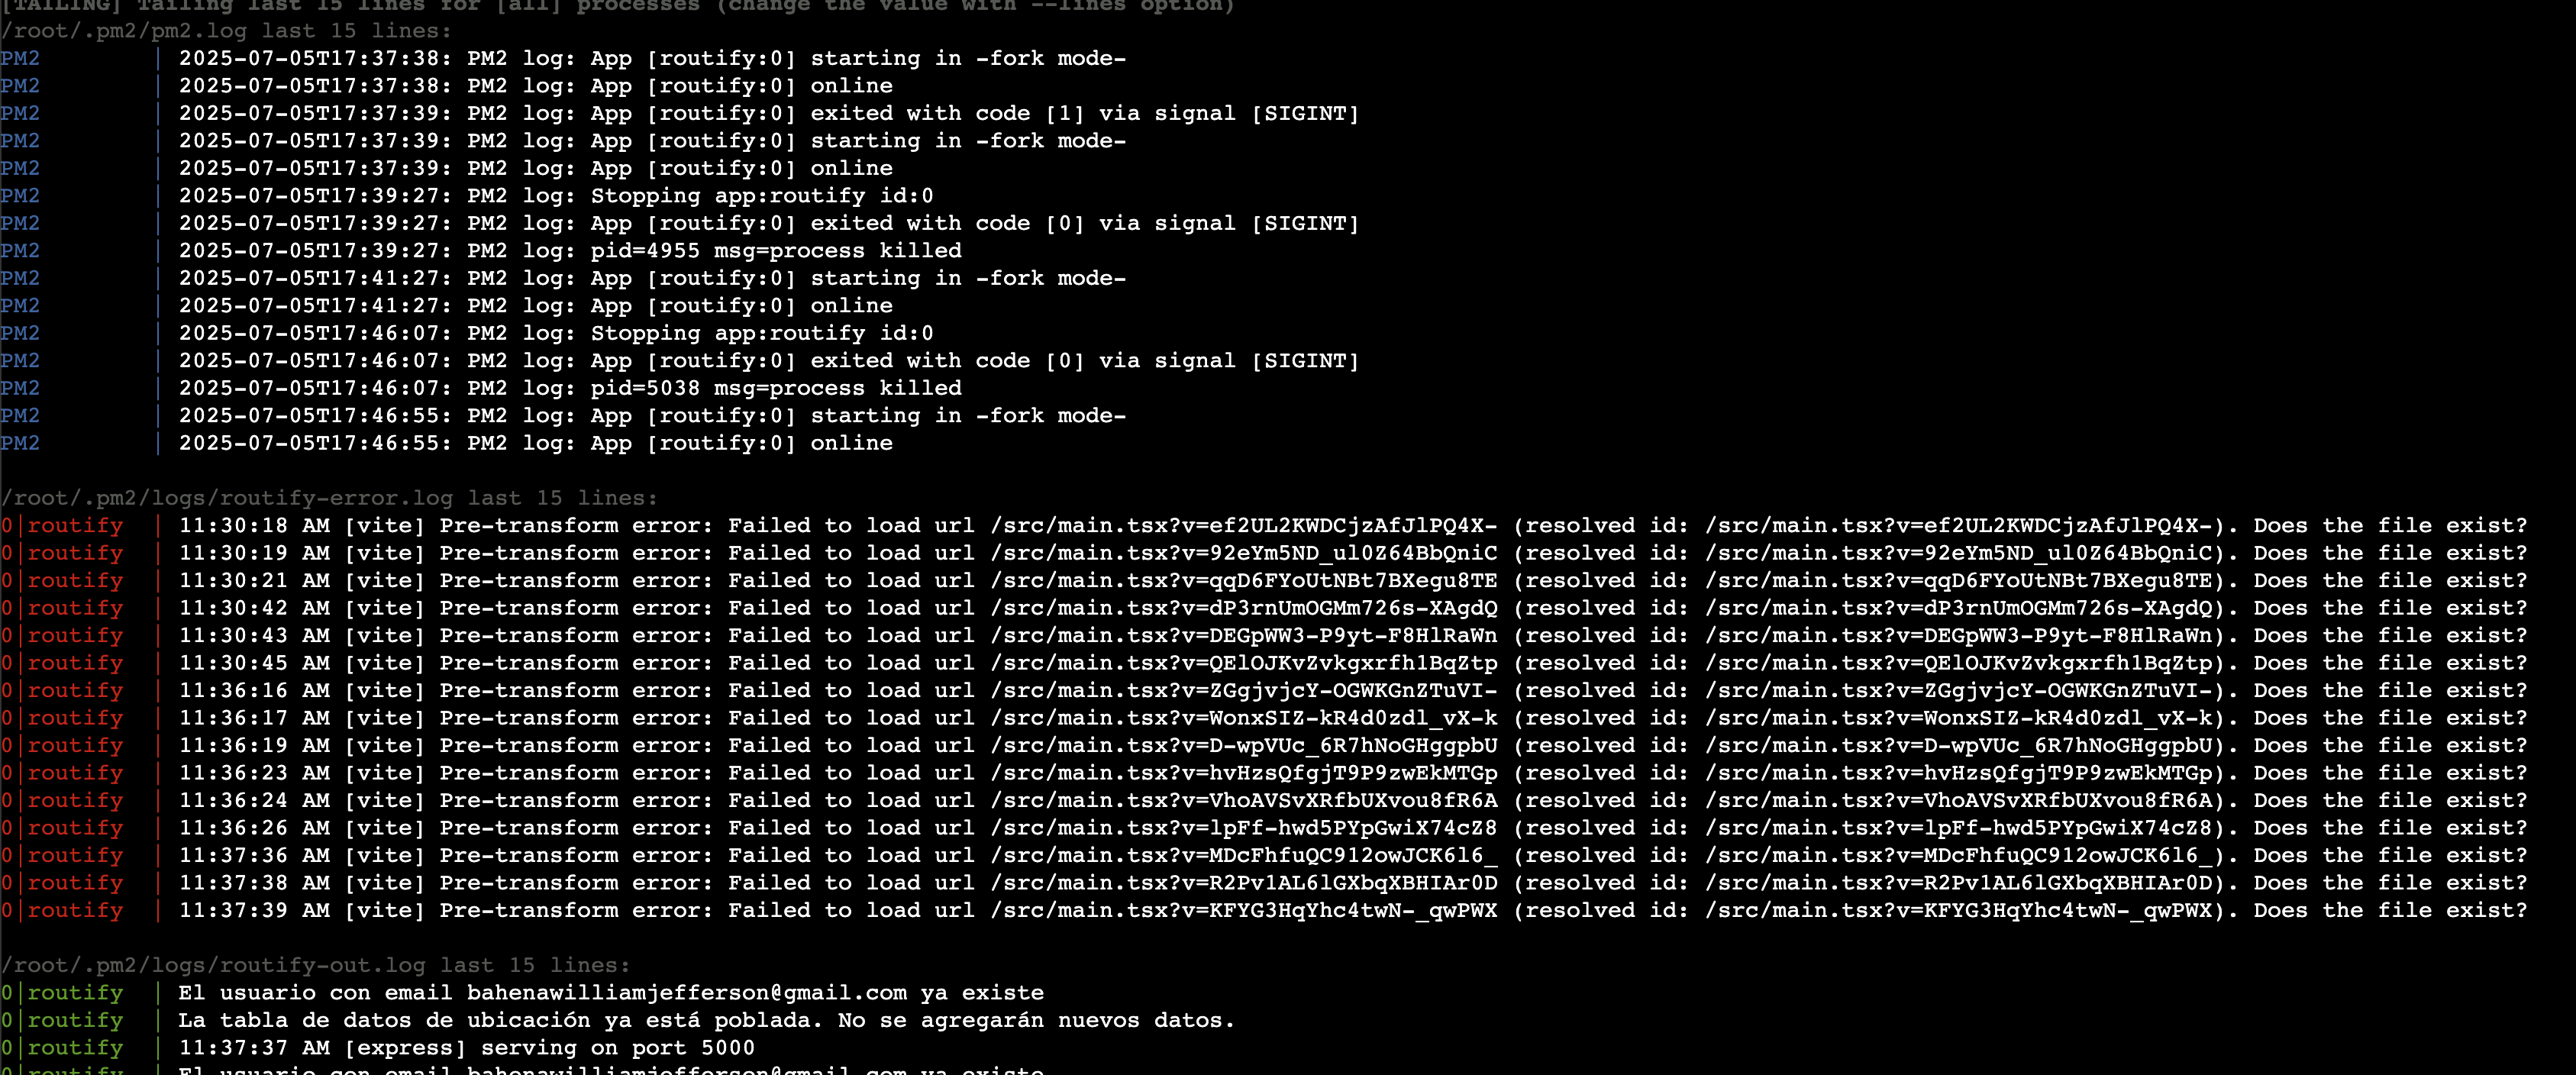 [TAILING] Tailing last 15 lines for [all] processes (change the value with --lines option)
/root/.pm2/pm2.log last 15 lines:
PM2 | 2025-07-05T17:37:38: PM2 log: App [routify:0] starting in -fork mode-
PM2 | 2025-07-05T17:37:38: PM2 log: App [routify:0] online
PM2 | 2025-07-05T17:37:39: PM2 log: App [routify:0] exited with code [1] via signal [SIGINT]
PM2 | 2025-07-05T17:37:39: PM2 log: App [routify:0] starting in -fork mode-
PM2 | 2025-07-05T17:37:39: PM2 log: App [routify:0] online
PM2 | 2025-07-05T17:39:27: PM2 log: Stopping app:routify id:0
PM2 | 2025-07-05T17:39:27: PM2 log: App [routify:0] exited with code [0] via signal [SIGINT]
PM2 | 2025-07-05T17:39:27: PM2 log: pid=4955 msg=process killed
PM2 | 2025-07-05T17:41:27: PM2 log: App [routify:0] starting in -fork mode-
PM2 | 2025-07-05T17:41:27: PM2 log: App [routify:0] online
PM2 | 2025-07-05T17:46:07: PM2 log: Stopping app:routify id:0
PM2 | 2025-07-05T17:46:07: PM2 log: App [routify:0] exited with code [0] via signal [SIGINT]
PM2 | 2025-07-05T17:46:07: PM2 log: pid=5038 msg=process killed
PM2 | 2025-07-05T17:46:55: PM2 log: App [routify:0] starting in -fork mode-
PM2 | 2025-07-05T17:46:55: PM2 log: App [routify:0] online
/root/.pm2/logs/routify-error.log last 15 lines:
0|routify | 11:30:18 AM [vite] Pre-transform error: Failed to load url /src/main.tsx?v=ef2UL2KWDCjzAfJlPQ4X- (resolved id: /src/main.tsx?v=ef2UL2KWDCjzAfJlPQ4X-). Does the file exist?
0|routify | 11:30:19 AM [vite] Pre-transform error: Failed to load url /src/main.tsx?v=92eYm5ND_ul0Z64BbQniC (resolved id: /src/main.tsx?v=92eYm5ND_ul0Z64BbQniC). Does the file exist?
0|routify | 11:30:21 AM [vite] Pre-transform error: Failed to load url /src/main.tsx?v=qqD6FYoUtNBt7BXegu8TE (resolved id: /src/main.tsx?v=qqD6FYoUtNBt7BXegu8TE). Does the file exist?
0|routify | 11:30:42 AM [vite] Pre-transform error: Failed to load url /src/main.tsx?v=dP3rnUmOGMm726s-XAgdQ (resolved id: /src/main.tsx?v=dP3rnUmOGMm726s-XAgdQ). Does the file exist?
0|routify | 11:30:43 AM [vite] Pre-transform error: Failed to load url /src/main.tsx?v=DEGpWW3-P9yt-F8HlRaWn (resolved id: /src/main.tsx?v=DEGpWW3-P9yt-F8HlRaWn). Does the file exist?
0|routify | 11:30:45 AM [vite] Pre-transform error: Failed to load url /src/main.tsx?v=QElOJKvZvkgxrfh1BqZtp (resolved id: /src/main.tsx?v=QElOJKvZvkgxrfh1BqZtp). Does the file exist?
0|routify | 11:36:16 AM [vite] Pre-transform error: Failed to load url /src/main.tsx?v=ZGgjvjcY-OGWKGnZTuVI- (resolved id: /src/main.tsx?v=ZGgjvjcY-OGWKGnZTuVI-). Does the file exist?
0|routify | 11:36:17 AM [vite] Pre-transform error: Failed to load url /src/main.tsx?v=WonxSIZ-kR4d0zdl_vX-k (resolved id: /src/main.tsx?v=WonxSIZ-kR4d0zdl_vX-k). Does the file exist?
0|routify | 11:36:19 AM [vite] Pre-transform error: Failed to load url /src/main.tsx?v=D-wpVUc_6R7hNoGHggpbU (resolved id: /src/main.tsx?v=D-wpVUc_6R7hNoGHggpbU). Does the file exist?
0|routify | 11:36:23 AM [vite] Pre-transform error: Failed to load url /src/main.tsx?v=hvHzsQfgjT9P9zwEkMTGp (resolved id: /src/main.tsx?v=hvHzsQfgjT9P9zwEkMTGp). Does the file exist?
0|routify | 11:36:24 AM [vite] Pre-transform error: Failed to load url /src/main.tsx?v=VhoAVSvXRfbUXvou8fR6A (resolved id: /src/main.tsx?v=VhoAVSvXRfbUXvou8fR6A). Does the file exist?
0|routify | 11:36:26 AM [vite] Pre-transform error: Failed to load url /src/main.tsx?v=lpFf-hwd5PYpGwiX74cZ8 (resolved id: /src/main.tsx?v=lpFf-hwd5PYpGwiX74cZ8). Does the file exist?
0|routify | 11:37:36 AM [vite] Pre-transform error: Failed to load url /src/main.tsx?v=MDcFhfuQC912owJCK6l6_ (resolved id: /src/main.tsx?v=MDcFhfuQC912owJCK6l6_). Does the file exist?
0|routify | 11:37:38 AM [vite] Pre-transform error: Failed to load url /src/main.tsx?v=R2Pv1AL6lGXbqXBHIAr0D (resolved id: /src/main.tsx?v=R2Pv1AL6lGXbqXBHIAr0D). Does the file exist?
0|routify | 11:37:39 AM [vite] Pre-transform error: Failed to load url /src/main.tsx?v=KFYG3HqYhc4twN-_qwPWX (resolved id: /src/main.tsx?v=KFYG3HqYhc4twN-_qwPWX). Does the file exist?
/root/.pm2/logs/routify-out.log last 15 lines:
0|routify | El usuario con email bahenawilliamjefferson@gmail.com ya existe
0|routify | La tabla de datos de ubicación ya está poblada. No se agregarán nuevos datos.
0|routify | 11:37:37 AM [express] serving on port 5000
0|routify | El usuario con email bahenawilliamjefferson@gmail.com ya existe